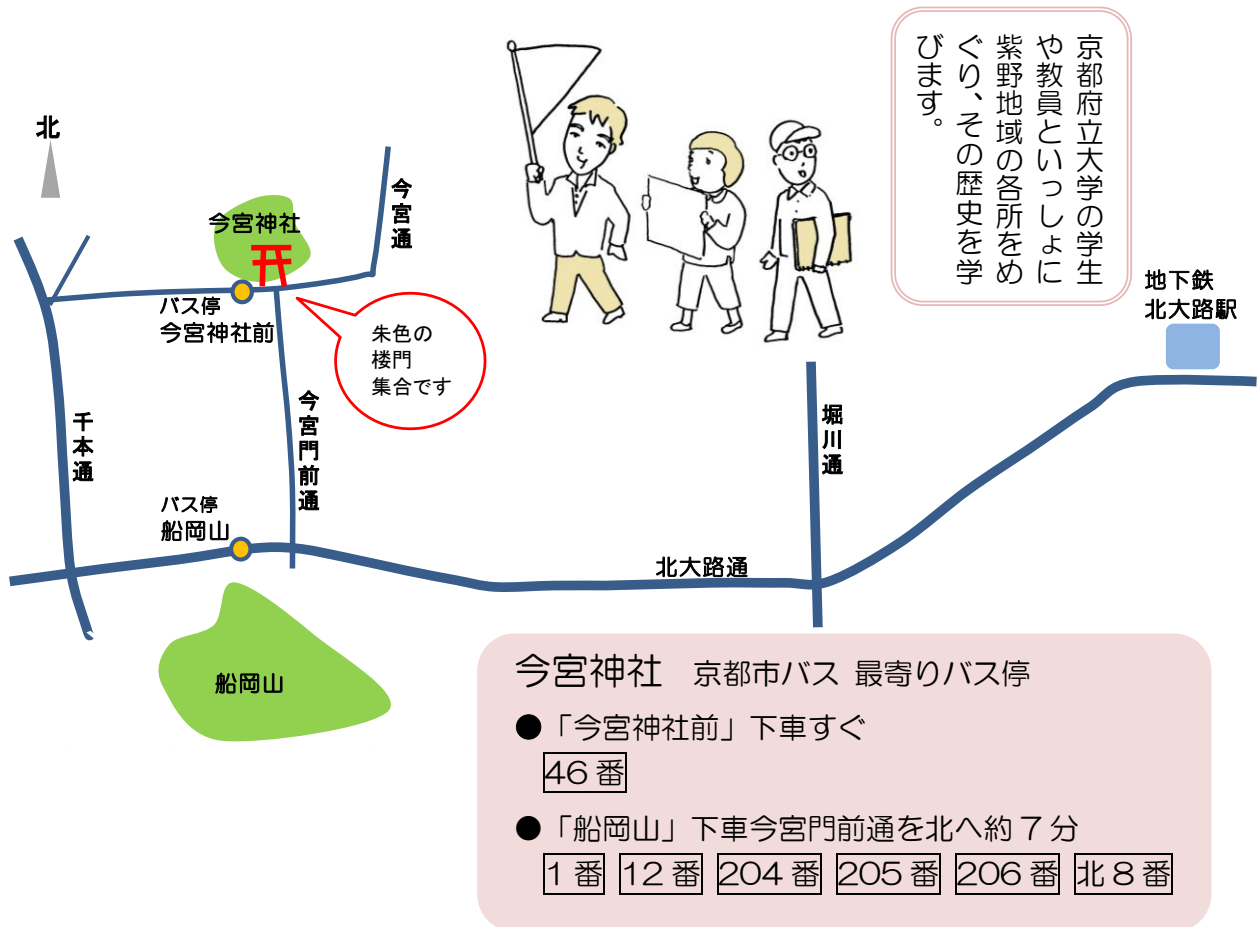 京都府立大学の学生
や教員といっしょに
紫野地域の各所をめ
ぐり、その歴史を学
びます。
北
今宮神社
今宮通
バス停
今宮神社前
朱色の
楼門
集合です
地下鉄
北大路駅
千本通
今宮門前通
堀川通
バス停
船岡山
北大路通
船岡山
今宮神社 京都市バス 最寄りバス停
●「今宮神社前」下車すぐ
46番
●「船岡山」下車今宮門前通を北へ約7分
1番 12番 204番 205番 206番 北8番